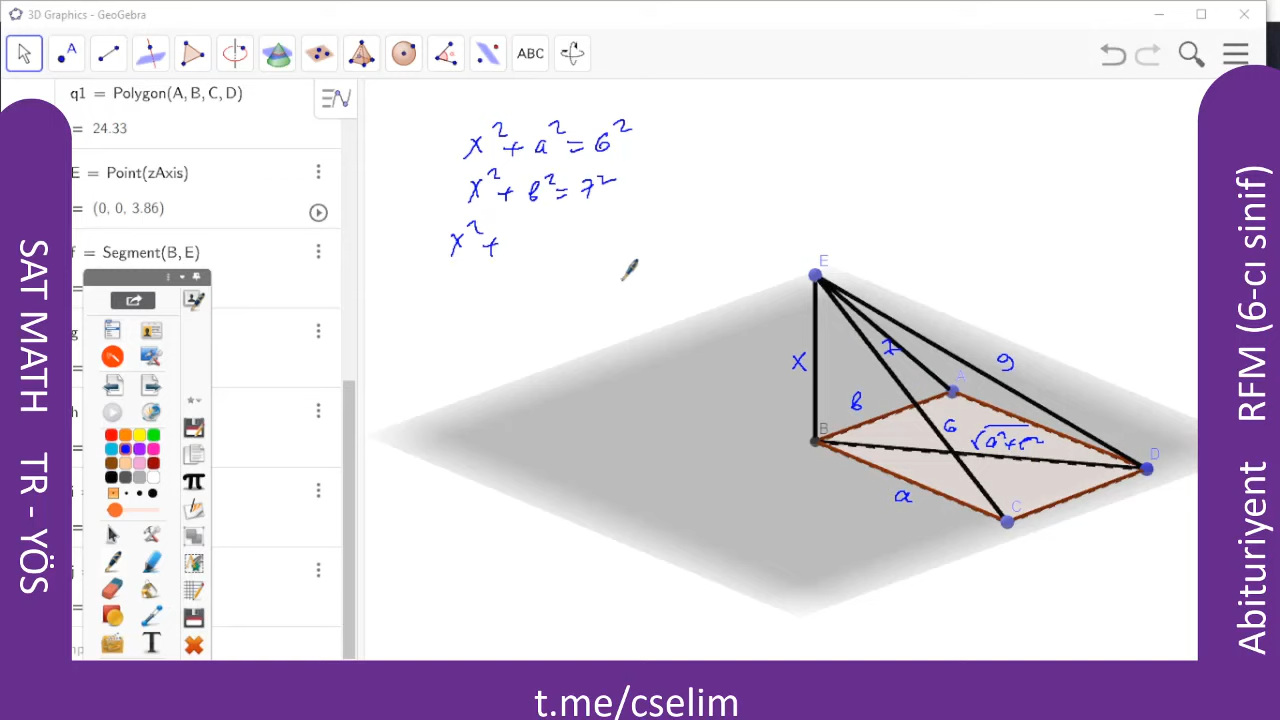 3D Graphics - GeoGebra
ABC
q1 = Polygon(A, B, C, D)
= 24.33
E = Point(zAxis)
= (0, 0, 3.86)
f = Segment(B, E)
g
h
i
j
π
T
x² + a² = 6²
x² + b² = 7²
x² +
E
X
7
9
A
b
B
6
√a²+b²
D
a
C
SAT MATH TR - YÖS
RFM (6-cı sinif)
Abituriyent
t.me/cselim